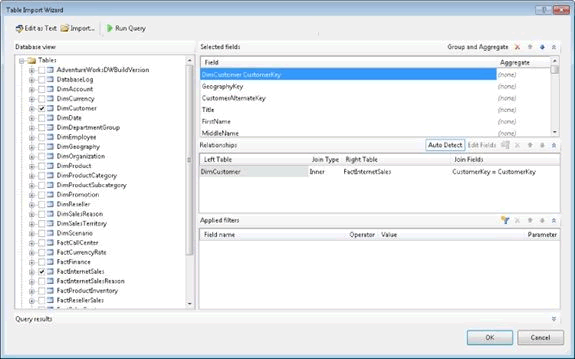 Table Import Wizard
Edit as Text Import... Run Query
Database view
Tables
AdventureWorksDWBuildVersion
DatabaseLog
DimAccount
DimCurrency
DimCustomer
DimDate
DimDepartmentGroup
DimEmployee
DimGeography
DimOrganization
DimProduct
DimProductCategory
DimProductSubcategory
DimPromotion
DimReseller
DimSalesReason
DimSalesTerritory
DimScenario
FactCallCenter
FactCurrencyRate
FactFinance
FactInternetSales
FactInternetSalesReason
FactProductInventory
FactResellerSales
Selected fields Group and Aggregate
Field Aggregate
DimCustomer CustomerKey (none)
GeographyKey (none)
CustomerAlternateKey (none)
Title (none)
FirstName (none)
MiddleName (none)
Relationships Auto Detect Edit Fields
Left Table Join Type Right Table Join Fields
DimCustomer Inner FactInternetSales CustomerKey = CustomerKey
Applied filters
Field name Operator Value Parameter
Query results
OK Cancel